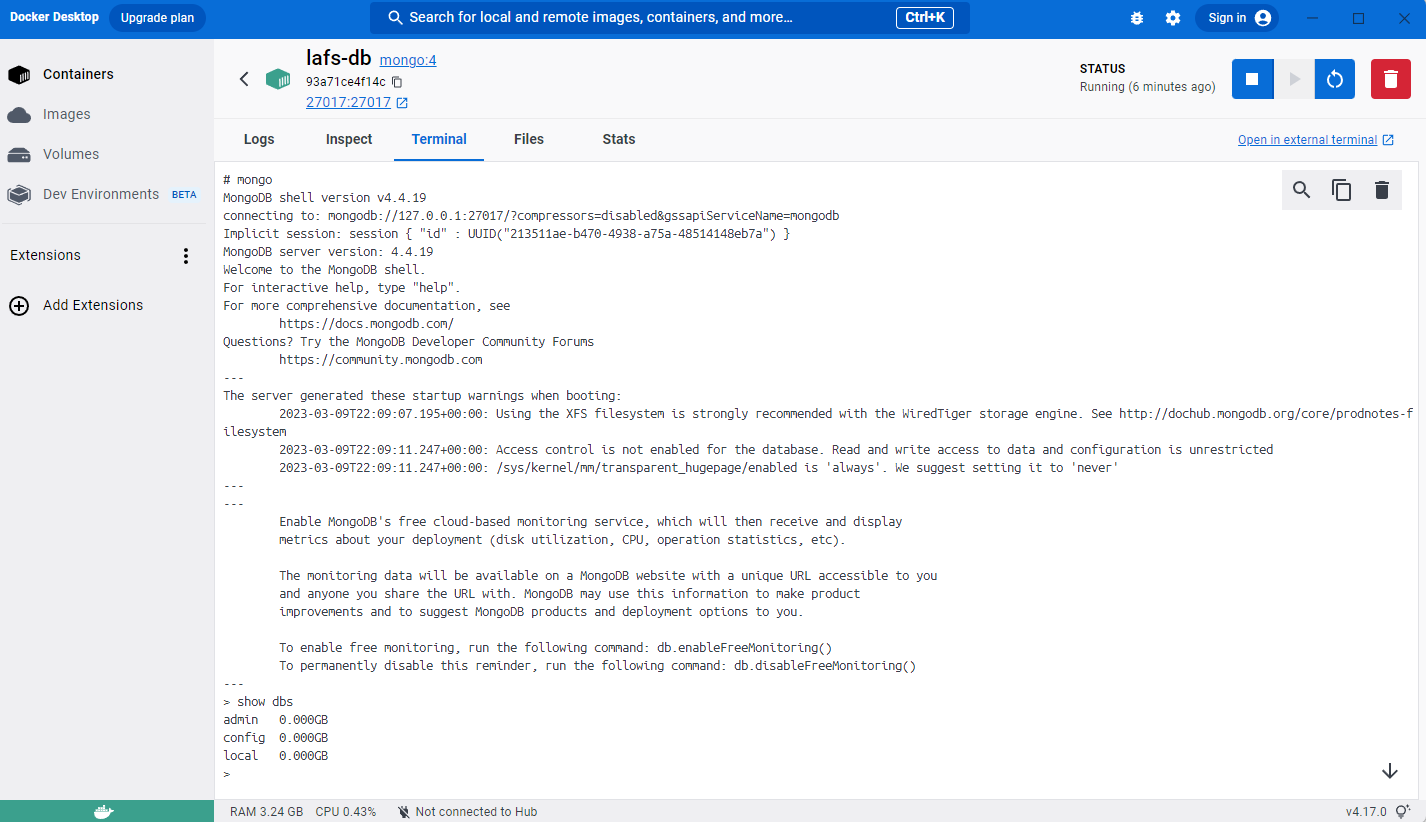 Docker Desktop
Upgrade plan
Search for local and remote images, containers, and more...
Ctrl+K
Sign in
Containers
Images
Volumes
Dev Environments BETA
Extensions
Add Extensions
lafs-db mongo:4
93a71ce4f14c
27017:27017
STATUS
Running (6 minutes ago)
Logs Inspect Terminal Files Stats
Open in external terminal
# mongo
MongoDB shell version v4.4.19
connecting to: mongodb://127.0.0.1:27017/?compressors=disabled&gssapiServiceName=mongodb
Implicit session: session { "id" : UUID("213511ae-b470-4938-a75a-48514148eb7a") }
MongoDB server version: 4.4.19
Welcome to the MongoDB shell.
For interactive help, type "help".
For more comprehensive documentation, see
https://docs.mongodb.com/
Questions? Try the MongoDB Developer Community Forums
https://community.mongodb.com
---
The server generated these startup warnings when booting:
2023-03-09T22:09:07.195+00:00: Using the XFS filesystem is strongly recommended with the WiredTiger storage engine. See http://dochub.mongodb.org/core/prodnotes-f
ilesystem
2023-03-09T22:09:11.247+00:00: Access control is not enabled for the database. Read and write access to data and configuration is unrestricted
2023-03-09T22:09:11.247+00:00: /sys/kernel/mm/transparent_hugepage/enabled is 'always'. We suggest setting it to 'never'
---
---
Enable MongoDB's free cloud-based monitoring service, which will then receive and display
metrics about your deployment (disk utilization, CPU, operation statistics, etc).
The monitoring data will be available on a MongoDB website with a unique URL accessible to you
and anyone you share the URL with. MongoDB may use this information to make product
improvements and to suggest MongoDB products and deployment options to you.
To enable free monitoring, run the following command: db.enableFreeMonitoring()
To permanently disable this reminder, run the following command: db.disableFreeMonitoring()
---
> show dbs
admin 0.000GB
config 0.000GB
local 0.000GB
>
RAM 3.24 GB CPU 0.43% Not connected to Hub
v4.17.0